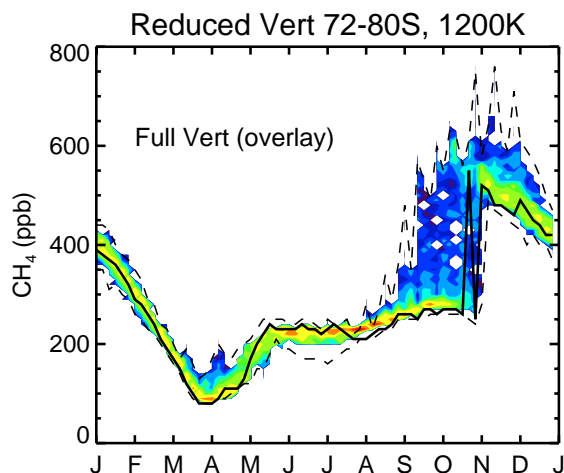 Reduced Vert 72-80S, 1200K
800
Full Vert (overlay)
600
CH₄ (ppb)
400
200
0
J F M A M J J A S O N D J